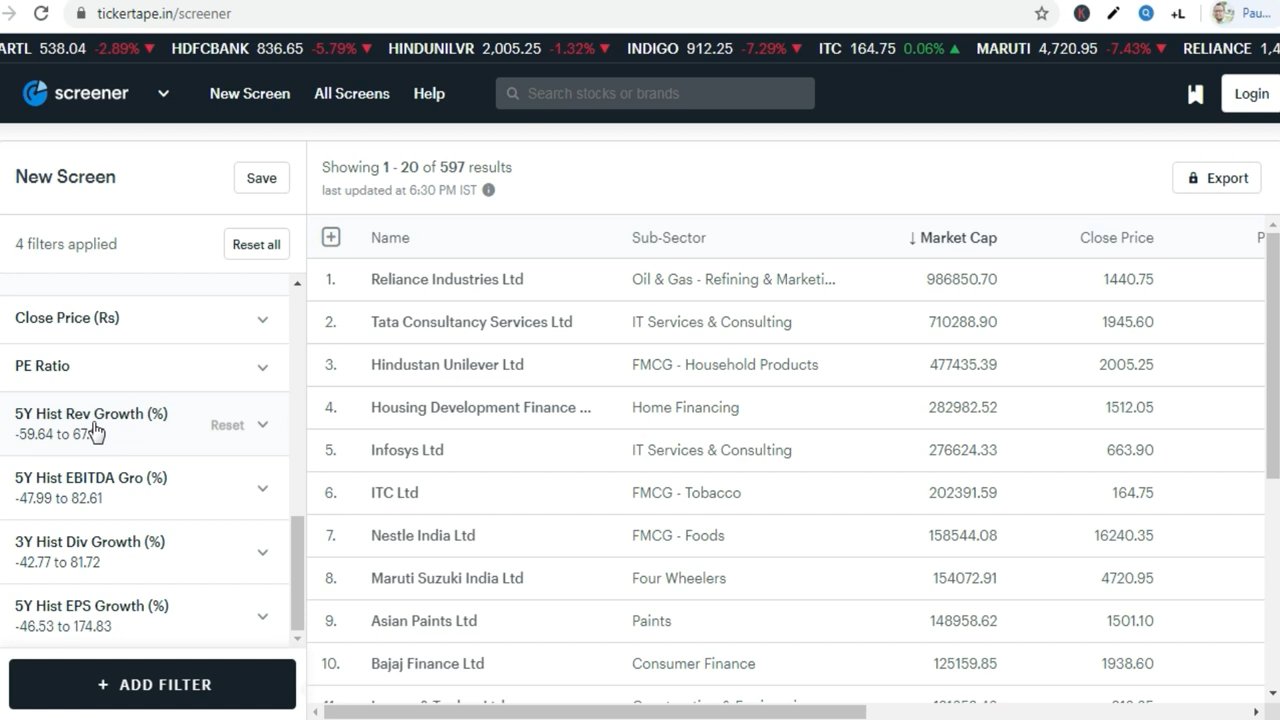 tickertape.in/screener
+L
Pau...
ARTL 538.04 -2.89% ▼ HDFCBANK 836.65 -5.79% ▼ HINDUNILVR 2,005.25 -1.32% ▼ INDIGO 912.25 -7.29% ▼ ITC 164.75 0.06% ▲ MARUTI 4,720.95 -7.43% ▼ RELIANCE 1,4
screener New Screen All Screens Help Search stocks or brands Login
New Screen Save
4 filters applied Reset all
Close Price (Rs)
PE Ratio
5Y Hist Rev Growth (%)
-59.64 to 67. Reset
5Y Hist EBITDA Gro (%)
-47.99 to 82.61
3Y Hist Div Growth (%)
-42.77 to 81.72
5Y Hist EPS Growth (%)
-46.53 to 174.83
+ ADD FILTER
Showing 1 - 20 of 597 results
last updated at 6:30 PM IST
Export
Name Sub-Sector ↓ Market Cap Close Price P
1. Reliance Industries Ltd Oil & Gas - Refining & Marketi... 986850.70 1440.75
2. Tata Consultancy Services Ltd IT Services & Consulting 710288.90 1945.60
3. Hindustan Unilever Ltd FMCG - Household Products 477435.39 2005.25
4. Housing Development Finance ... Home Financing 282982.52 1512.05
5. Infosys Ltd IT Services & Consulting 276624.33 663.90
6. ITC Ltd FMCG - Tobacco 202391.59 164.75
7. Nestle India Ltd FMCG - Foods 158544.08 16240.35
8. Maruti Suzuki India Ltd Four Wheelers 154072.91 4720.95
9. Asian Paints Ltd Paints 148958.62 1501.10
10. Bajaj Finance Ltd Consumer Finance 125159.85 1938.60